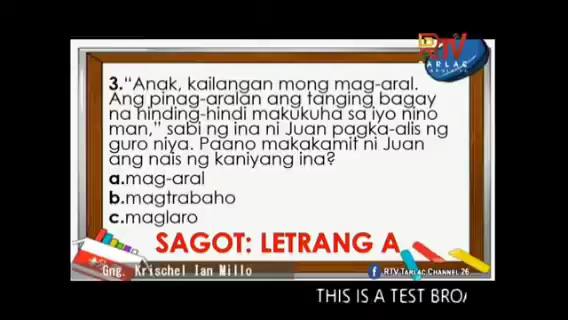 RTV
TARLAC
3.“Anak, kailangan mong mag-aral.
Ang pinag-aralan ang tanging bagay
na hinding-hindi makukuha sa iyo nino
man,” sabi ng ina ni Juan pagka-alis ng
guro niya. Paano makakamit ni Juan
ang nais ng kaniyang ina?
a.mag-aral
b.magtrabaho
c.maglaro
SAGOT: LETRANG A
Gng. Krischel Ian Millo
f RTV Tarlac Channel 26
THIS IS A TEST BROA